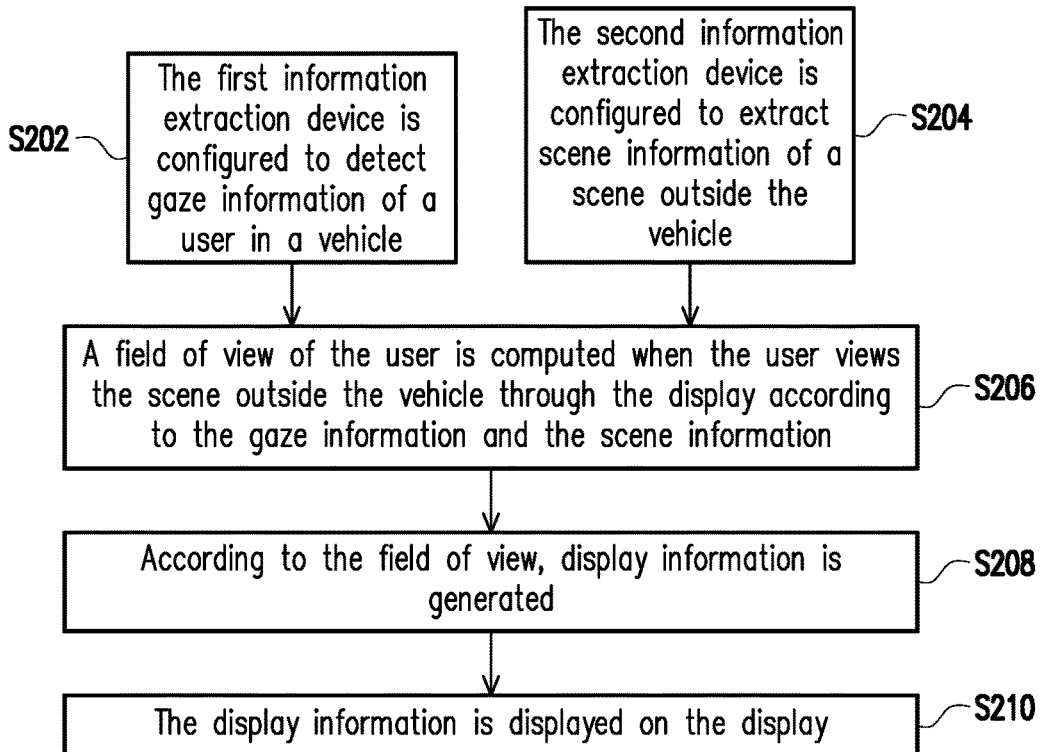 S202
The first information
extraction device is
configured to detect
gaze information of a
user in a vehicle
The second information
extraction device is
configured to extract
scene information of a
scene outside the
vehicle
S204
A field of view of the user is computed when the user views
the scene outside the vehicle through the display according
to the gaze information and the scene information
S206
According to the field of view, display information is
generated
S208
The display information is displayed on the display
S210